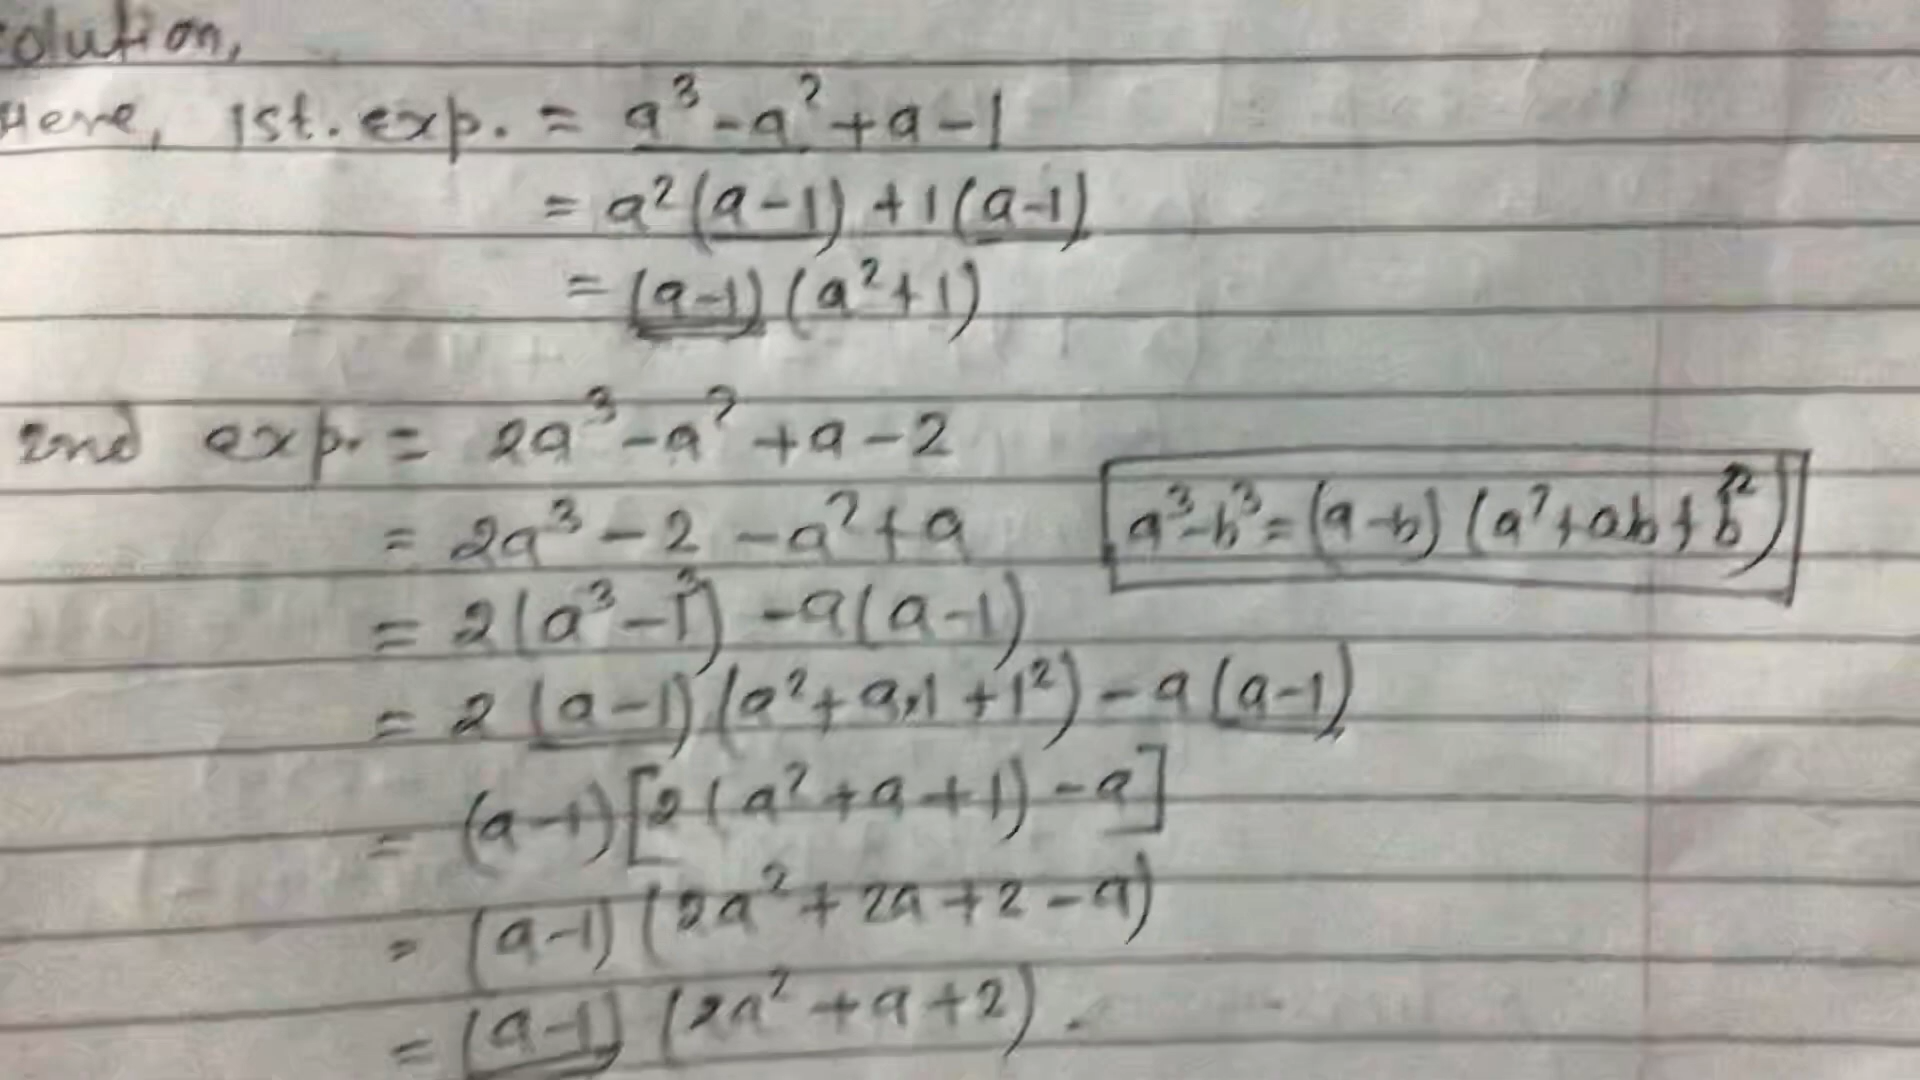 olution,
Here, 1st. exp. = a³ - a² + a - 1
= a² (a - 1) + 1 (a - 1)
= (a - 1) (a² + 1)
2nd exp. = 2a³ - a² + a - 2
= 2a³ - 2 - a² + a
a³ - b³ = (a - b) (a² + ab + b²)
= 2 (a³ - 1³) - a (a - 1)
= 2 (a - 1) (a² + a.1 + 1²) - a (a - 1)
= (a - 1) [2 (a² + a + 1) - a]
= (a - 1) (2a² + 2a + 2 - a)
= (a - 1) (2a² + a + 2).